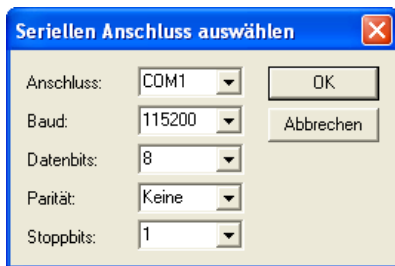 Seriellen Anschluss auswählen
Anschluss: COM1 OK
Baud: 115200 Abbrechen
Datenbits: 8
Parität: Keine
Stoppbits: 1